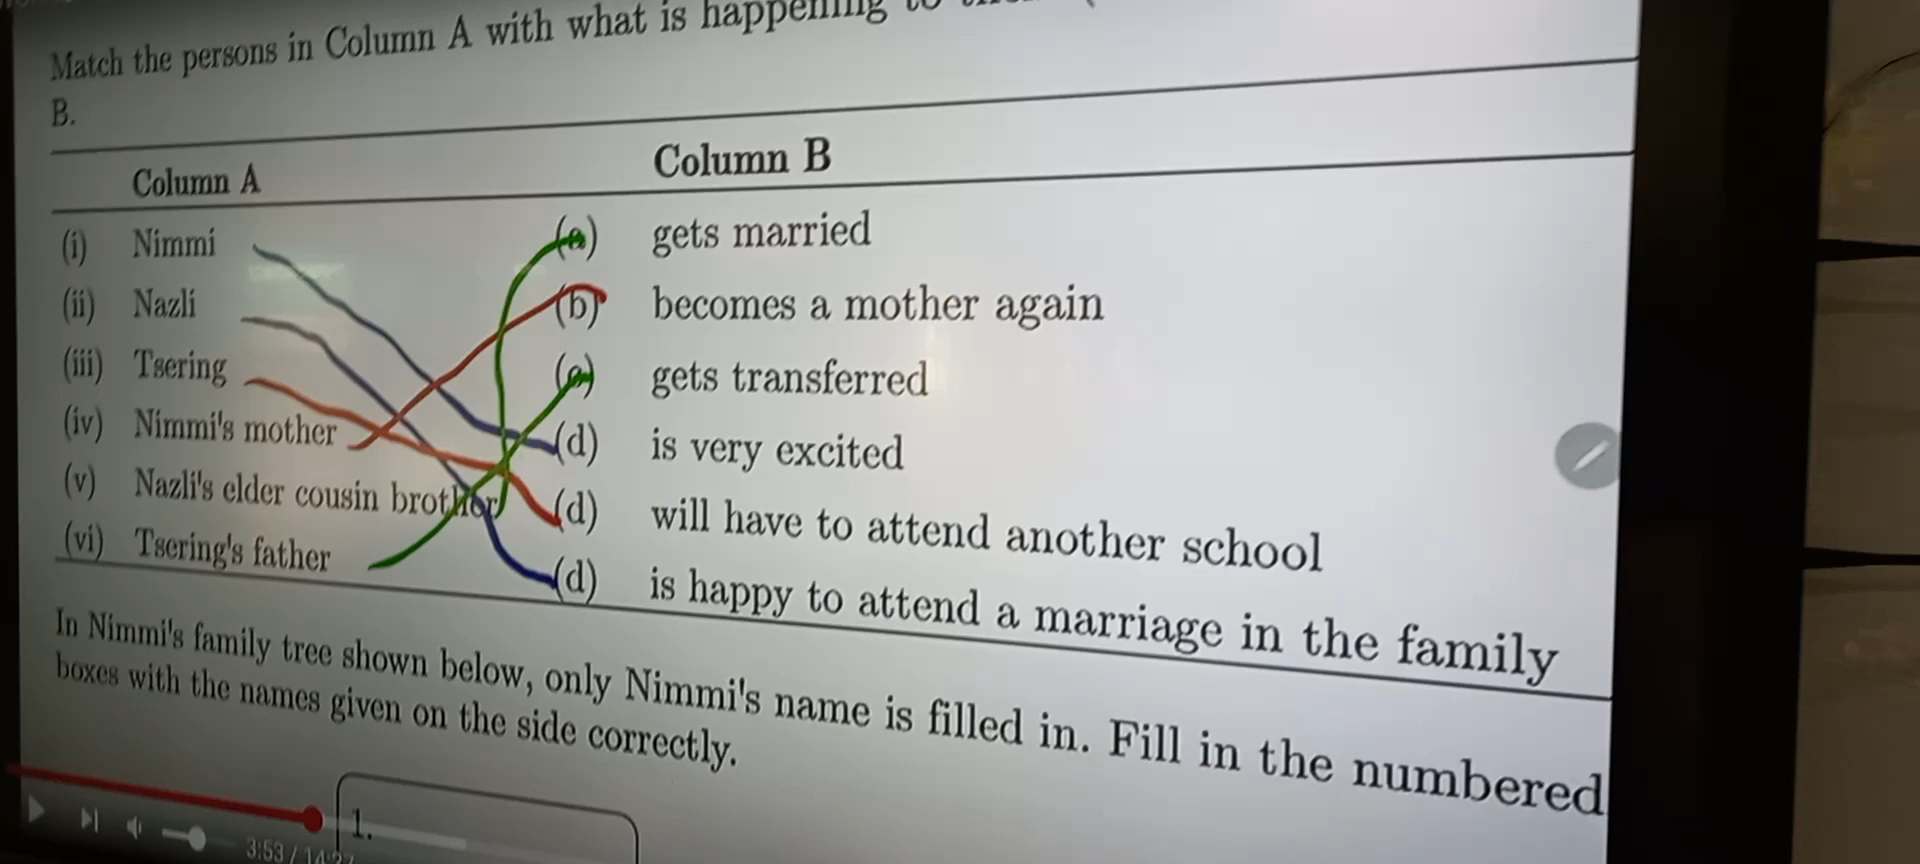 Match the persons in Column A with what is happening to
B.
Column A Column B
(i) Nimmi (a) gets married
(ii) Nazli (b) becomes a mother again
(iii) Tsering (c) gets transferred
(iv) Nimmi's mother (d) is very excited
(v) Nazli's elder cousin brother (d) will have to attend another school
(vi) Tsering's father (d) is happy to attend a marriage in the family
In Nimmi's family tree shown below, only Nimmi's name is filled in. Fill in the numbered
boxes with the names given on the side correctly.
1.
3:53 / 14:27